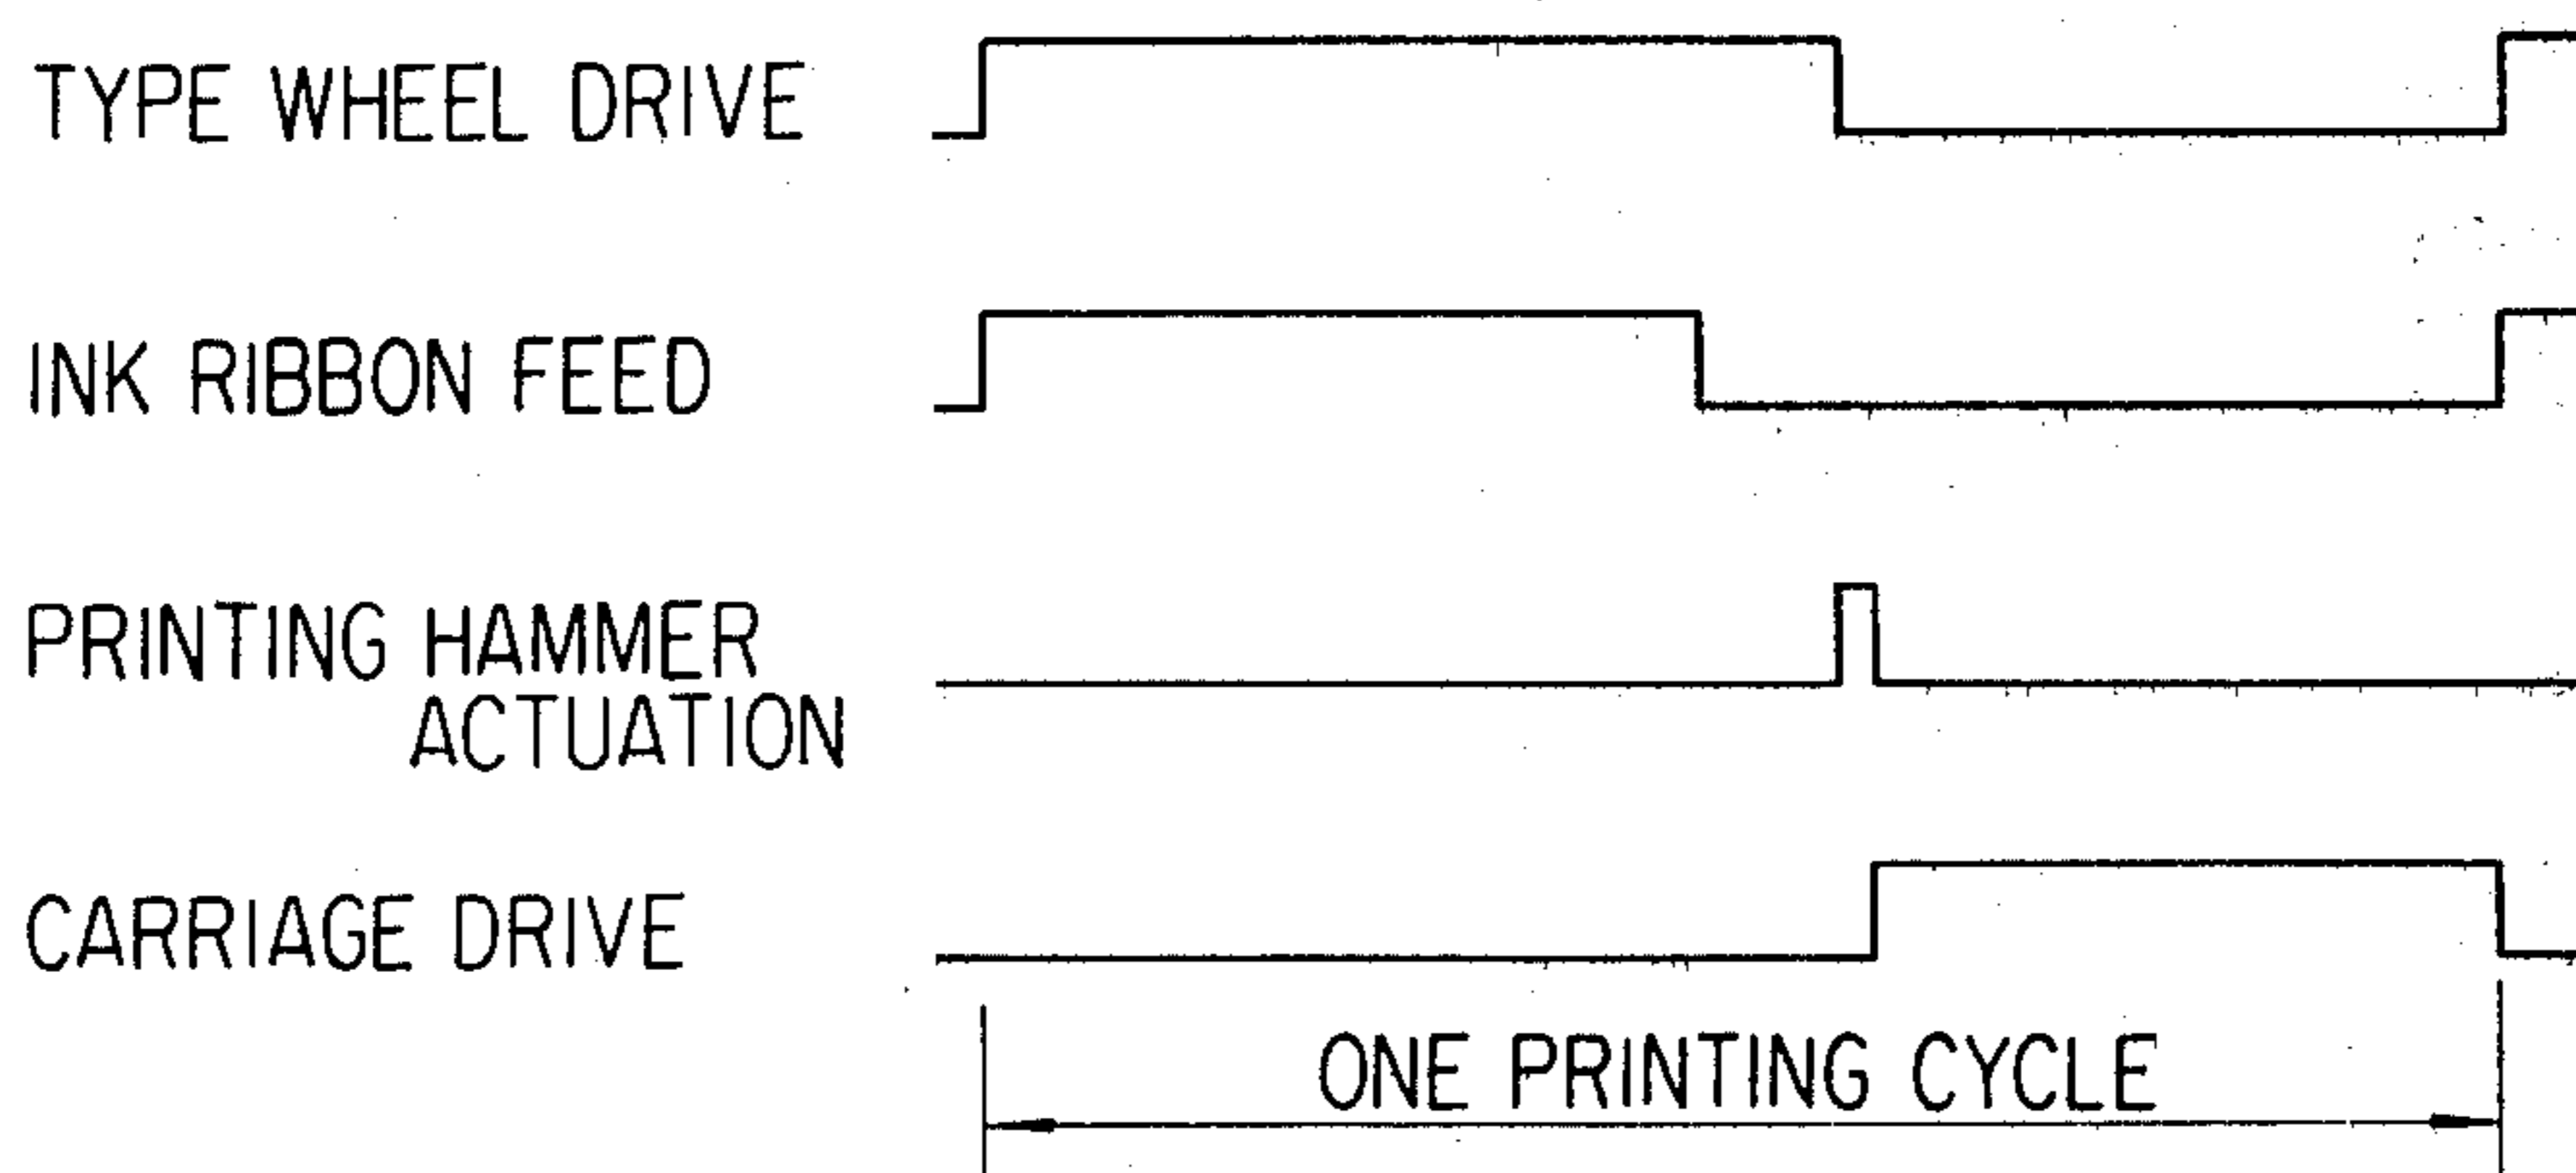 TYPE WHEEL DRIVE
INK RIBBON FEED
PRINTING HAMMER
ACTUATION
CARRIAGE DRIVE
ONE PRINTING CYCLE